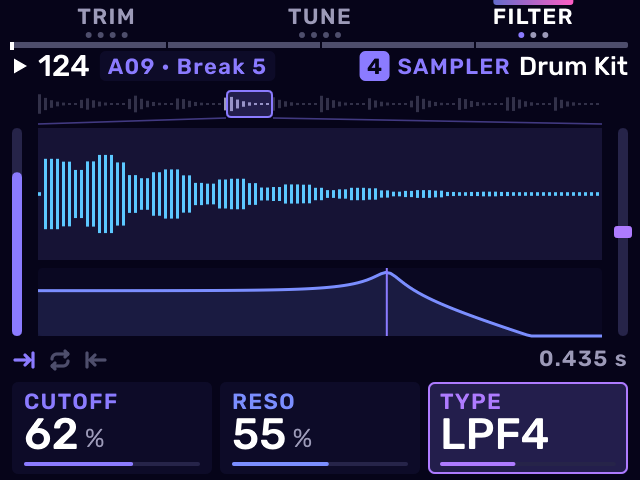 TRIM TUNE FILTER
124 A09 • Break 5 4 SAMPLER Drum Kit
0.435 s
CUTOFF RESO TYPE
62 % 55 % LPF4